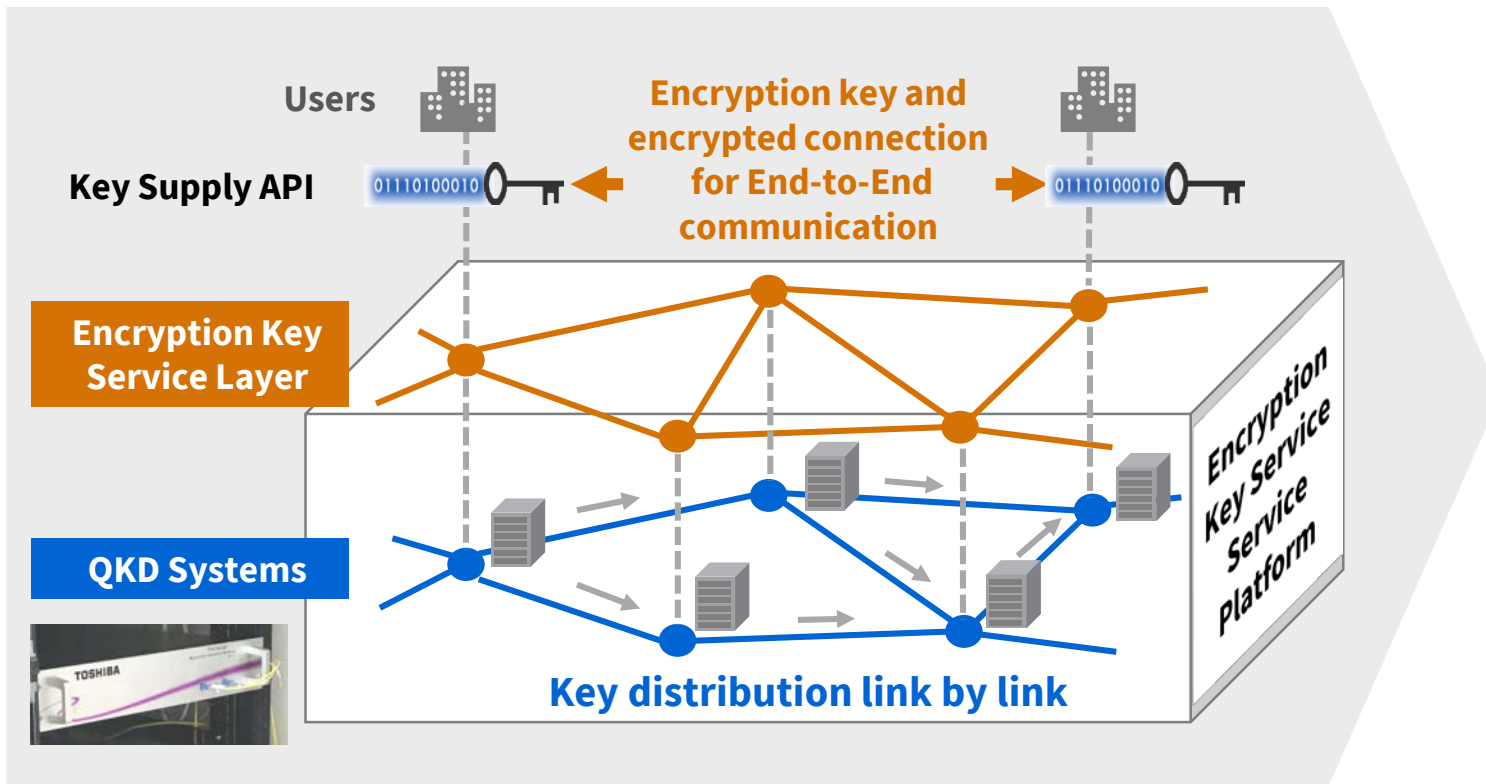 Users
Encryption key and
encrypted connection
for End-to-End
communication
Key Supply API
01110100010
01110100010
Encryption Key
Service Layer
Encryption
Key Service
Service
Platform
QKD Systems
TOSHIBA
Key distribution link by link